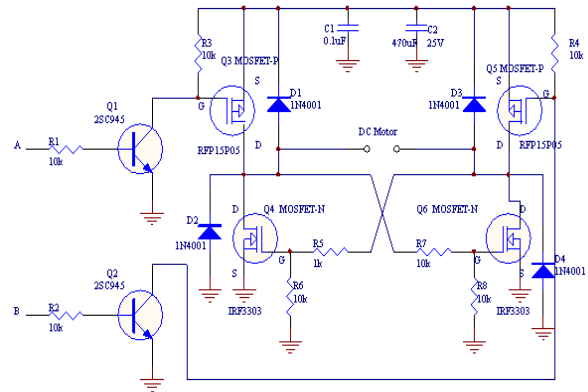 C1
0.1uF
C2
470uF 25V
R3
10k
R4
10k
Q3 MOSFET-P
Q5 MOSFET-P
S
S
D1
1N4001
D3
1N4001
Q1
2SC945
G
G
DC Motor
A
R1
10k
RFP15P05
D
D
RFP15P05
D
Q4 MOSFET-N
Q6 MOSFET-N
D
D2
1N4001
R5
1k
R7
10k
G
G
D4
1N4001
Q2
2SC945
S
S
R6
10k
R8
10k
B
R2
10k
IRF3303
IRF3303